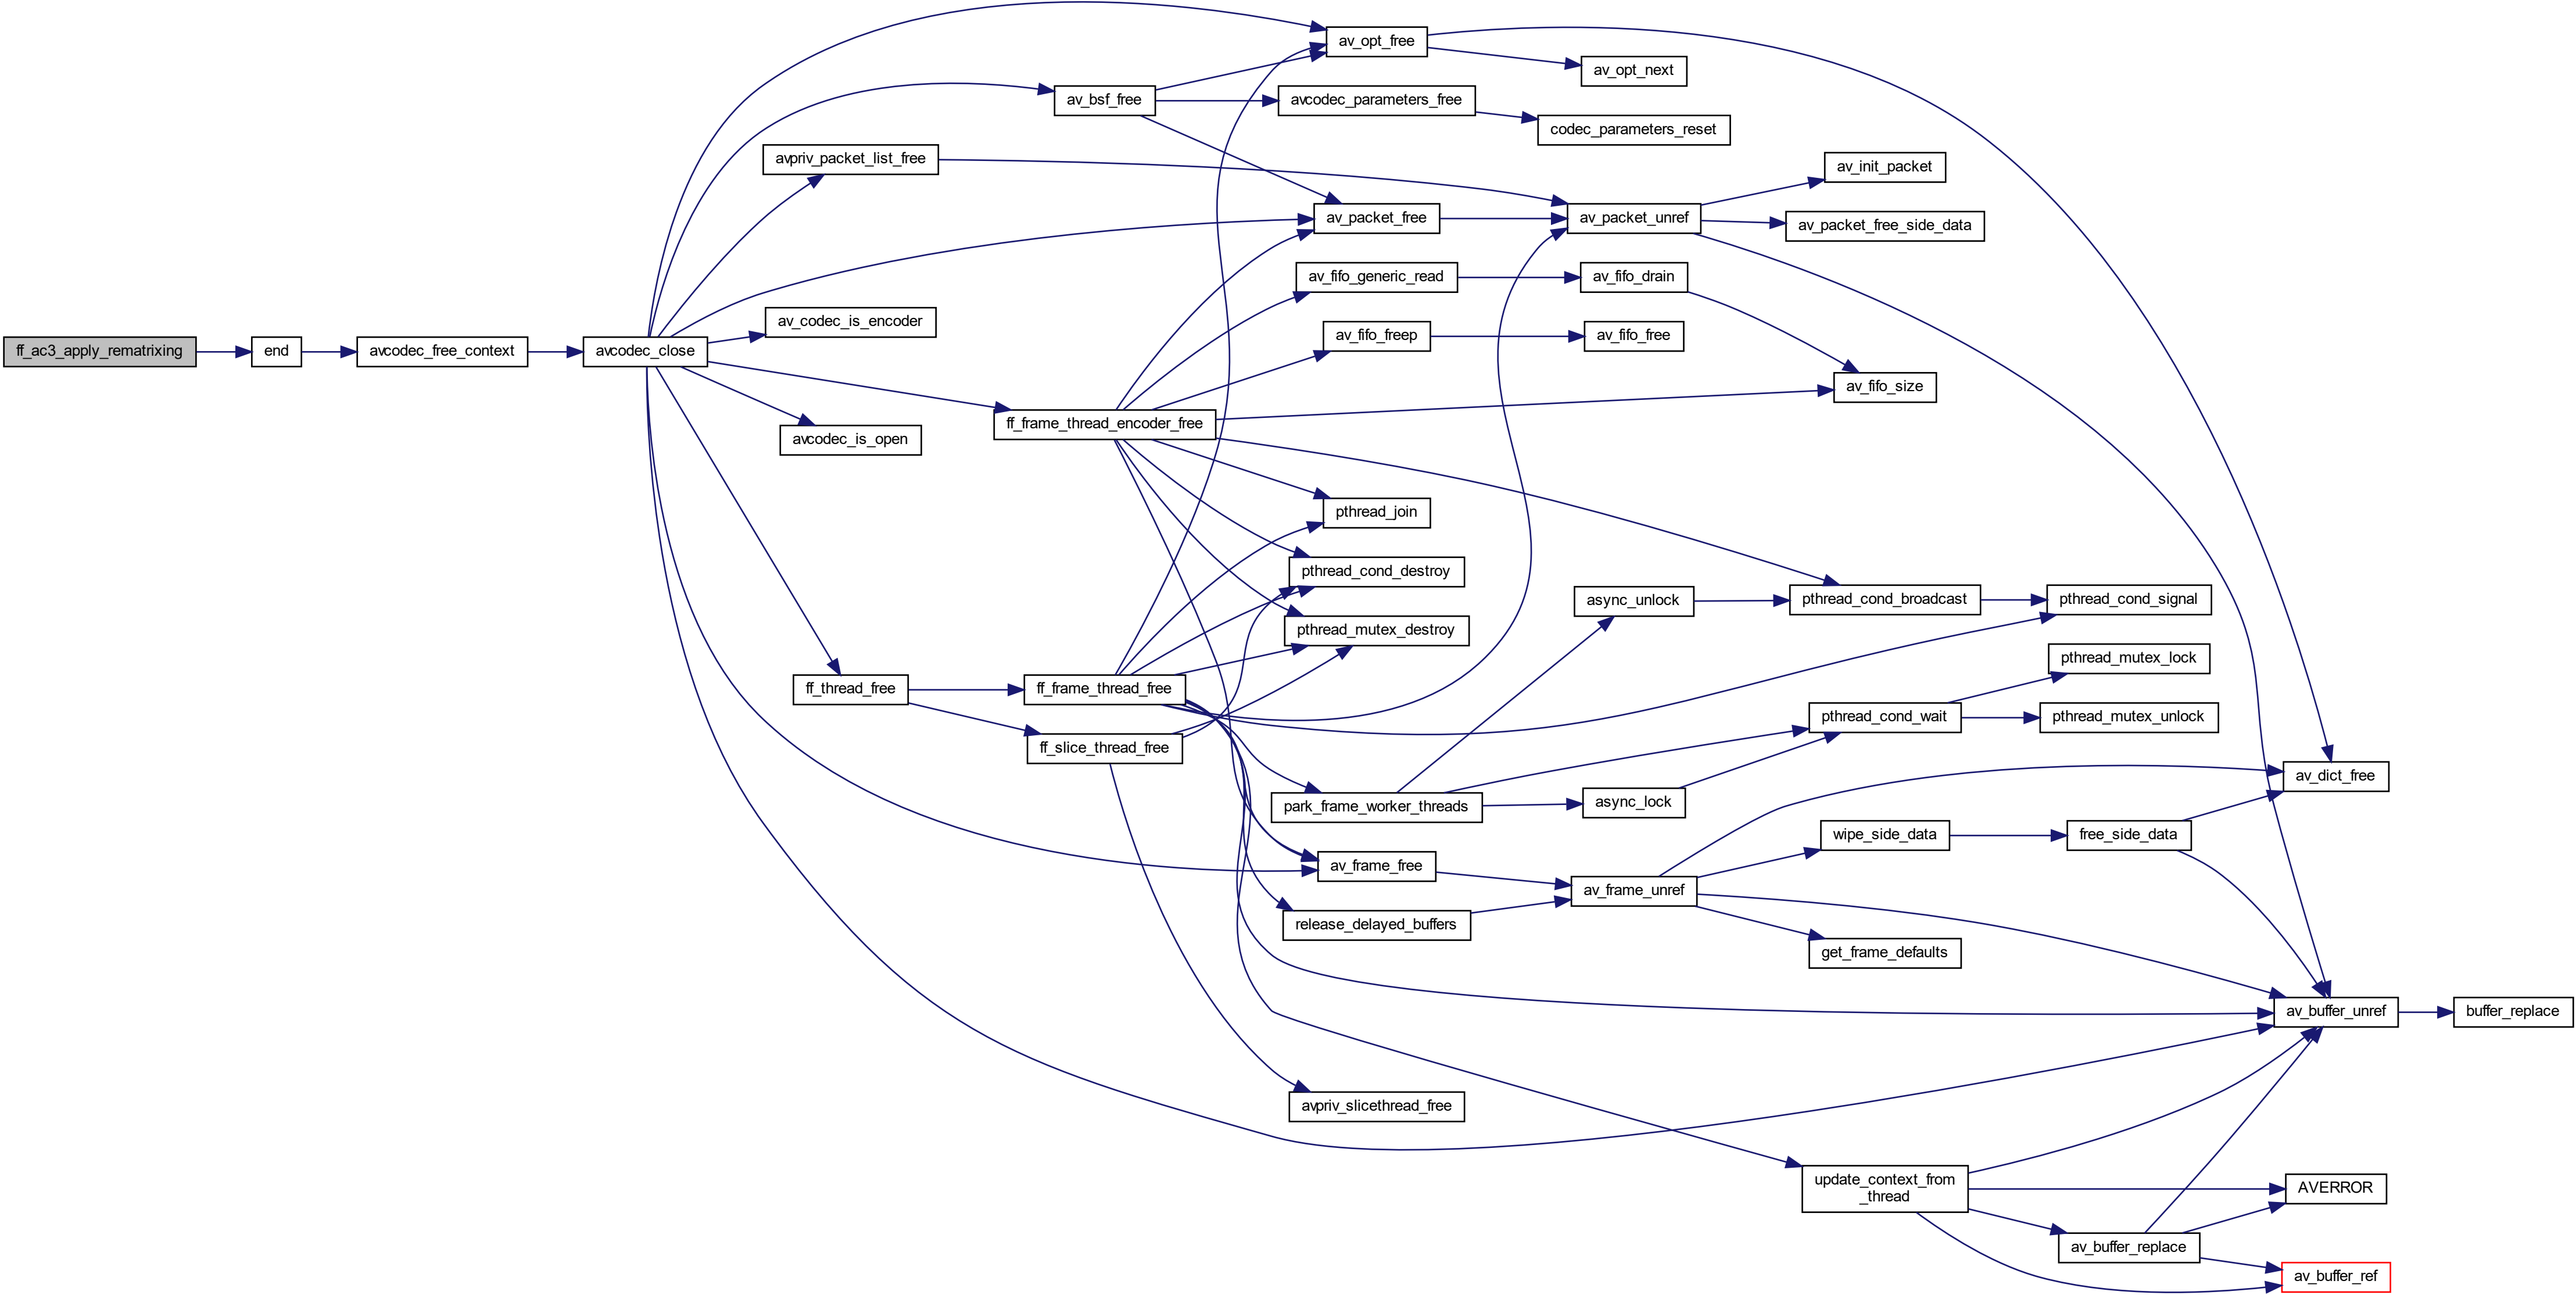 av_opt_free
av_opt_next
av_bsf_free
avcodec_parameters_free
codec_parameters_reset
avpriv_packet_list_free
av_init_packet
av_packet_free
av_packet_unref
av_packet_free_side_data
av_fifo_generic_read
av_fifo_drain
av_codec_is_encoder
av_fifo_freep
av_fifo_free
ff_ac3_apply_rematrixing
end
avcodec_free_context
avcodec_close
av_fifo_size
ff_frame_thread_encoder_free
avcodec_is_open
pthread_join
pthread_cond_destroy
async_unlock
pthread_cond_broadcast
pthread_cond_signal
pthread_mutex_destroy
pthread_mutex_lock
ff_thread_free
ff_frame_thread_free
pthread_cond_wait
pthread_mutex_unlock
ff_slice_thread_free
av_dict_free
park_frame_worker_threads
async_lock
wipe_side_data
free_side_data
av_frame_free
av_frame_unref
release_delayed_buffers
get_frame_defaults
av_buffer_unref
buffer_replace
avpriv_slicethread_free
update_context_from
_thread
AVERROR
av_buffer_replace
av_buffer_ref